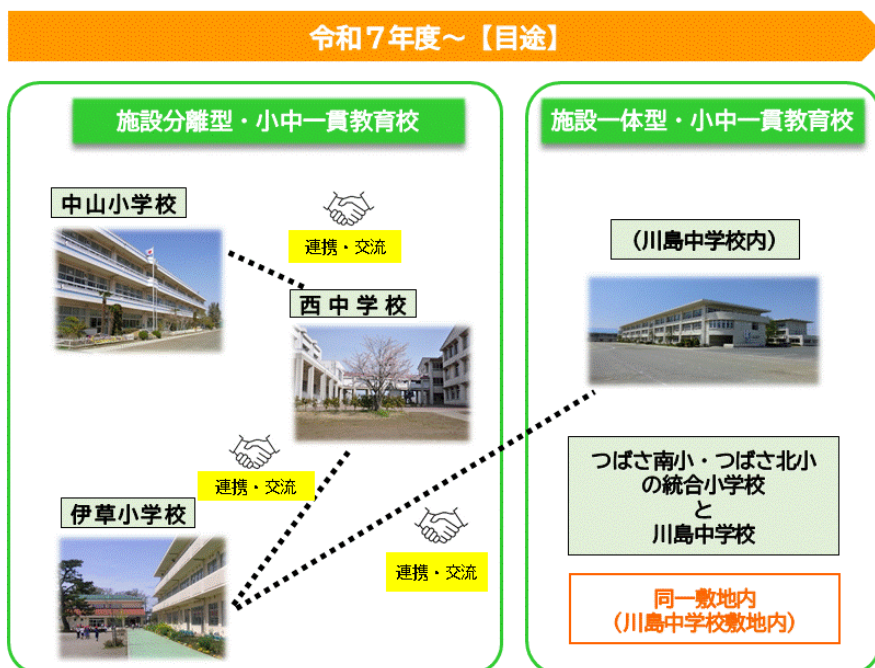 令和７年度～【目途】
施設分離型・小中一貫教育校
施設一体型・小中一貫教育校
中山小学校
連携・交流
（川島中学校内）
西中学校
連携・交流
伊草小学校
連携・交流
つばさ南小・つばさ北小
の統合小学校
と
川島中学校
同一敷地内
（川島中学校敷地内）